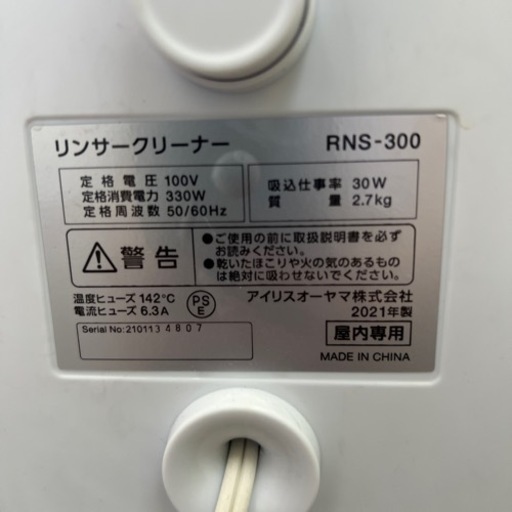 リンサークリーナー RNS-300
定格電圧 100V
定格消費電力 330W
定格周波数 50/60Hz
吸込仕事率 30W
質量 2.7kg
警告
●ご使用の前に取扱説明書を必ず
お読みください。
●乾いたほこりや火の気のあるもの
は絶対に吸わせないでください。
温度ヒューズ 142℃
電流ヒューズ 6.3A
PS
E
アイリスオーヤマ株式会社
2021年製
Serial No:210113 4807
屋内専用
MADE IN CHINA